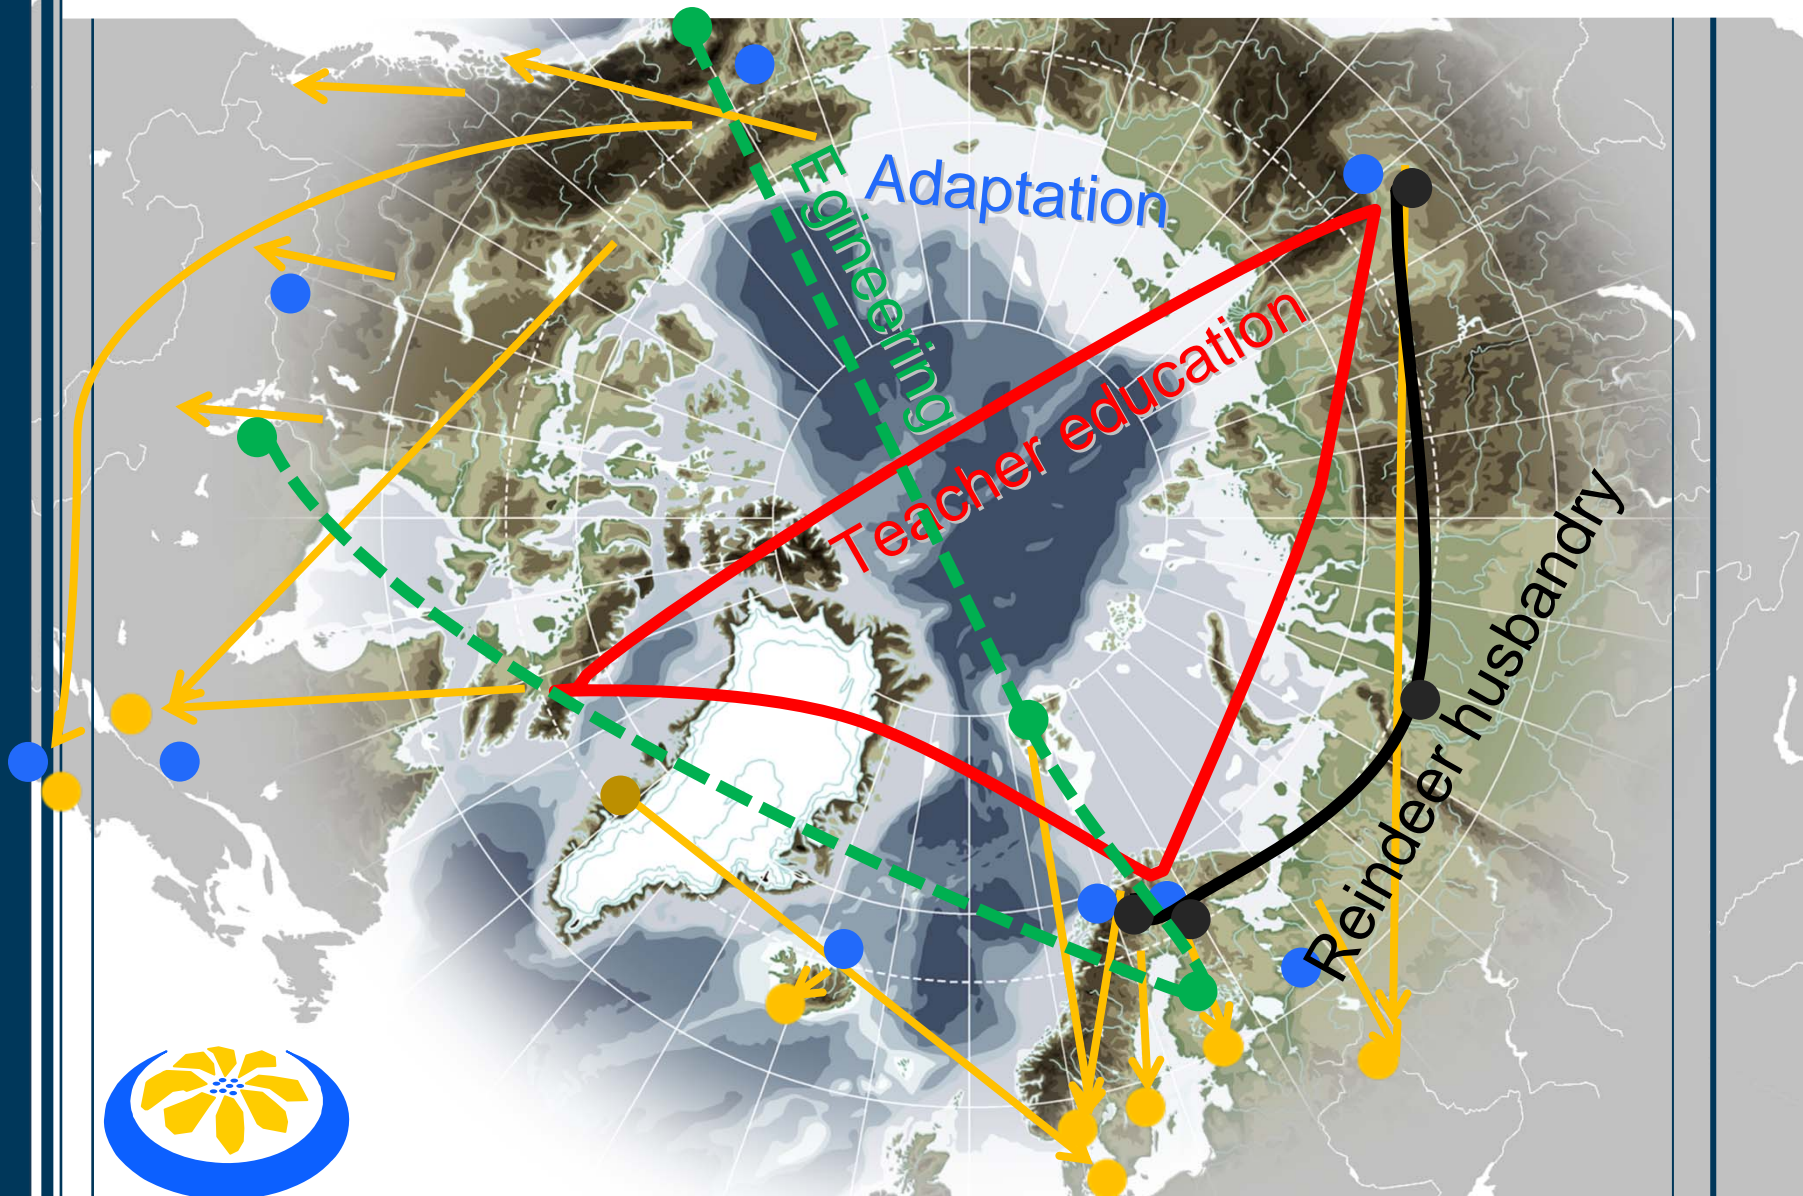 Adaptation
Egineering
Teacher education
Reindeer husbandry